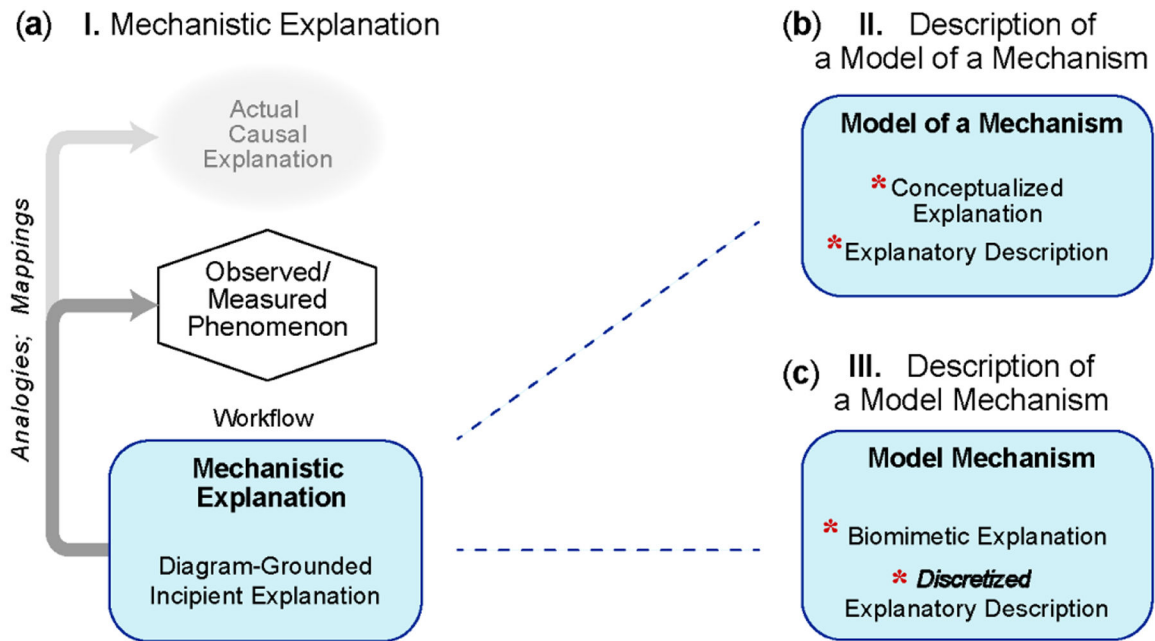 (a) I. Mechanistic Explanation
Actual
Causal
Explanation
Observed/
Measured
Phenomenon
Analogies; Mappings
Workflow
Mechanistic
Explanation
Diagram-Grounded
Incipient Explanation
(b) II. Description of
a Model of a Mechanism
Model of a Mechanism
* Conceptualized
Explanation
* Explanatory Description
(c) III. Description of
a Model Mechanism
Model Mechanism
* Biomimetic Explanation
* Discretized
Explanatory Description